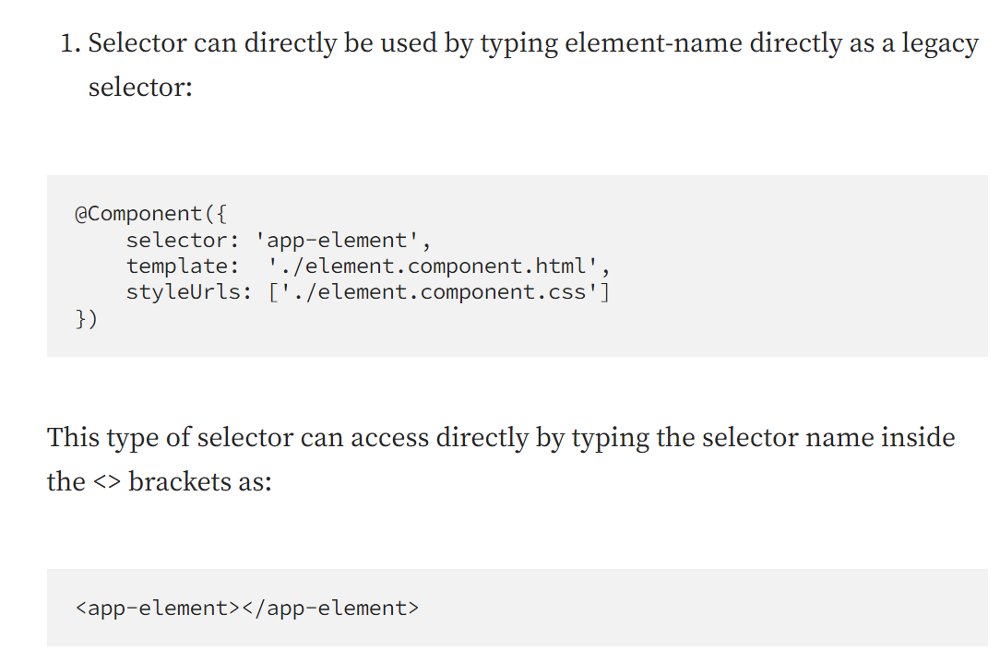 1. Selector can directly be used by typing element-name directly as a legacy
selector:
@Component({
    selector: 'app-element',
    template:  './element.component.html',
    styleUrls: ['./element.component.css']
})
This type of selector can access directly by typing the selector name inside
the <> brackets as:
<app-element></app-element>